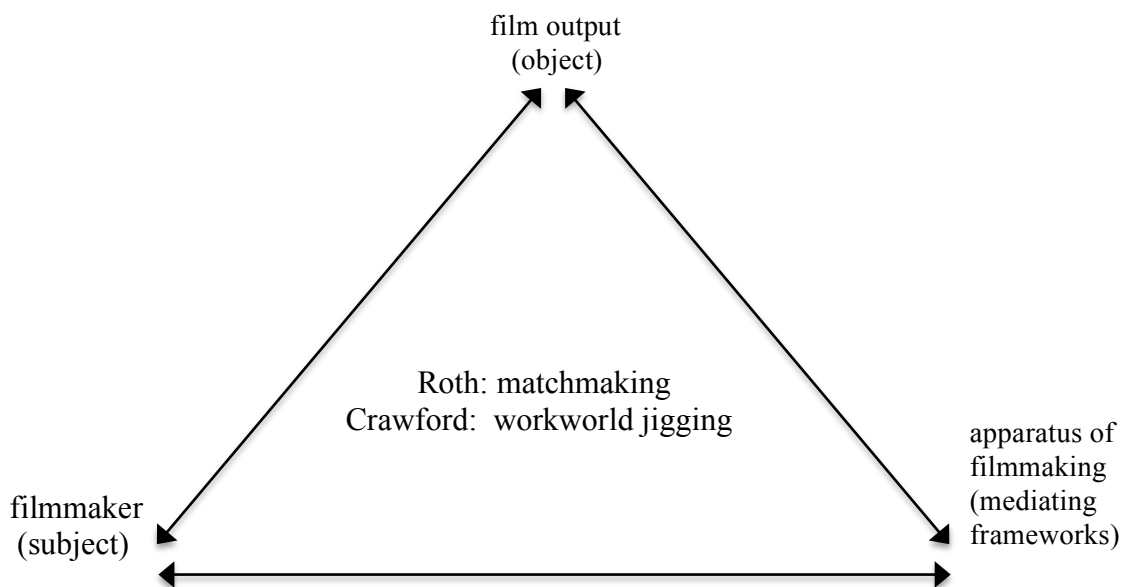 film output
(object)
Roth: matchmaking
Crawford: workworld jigging
filmmaker
(subject)
apparatus of
filmmaking
(mediating
frameworks)